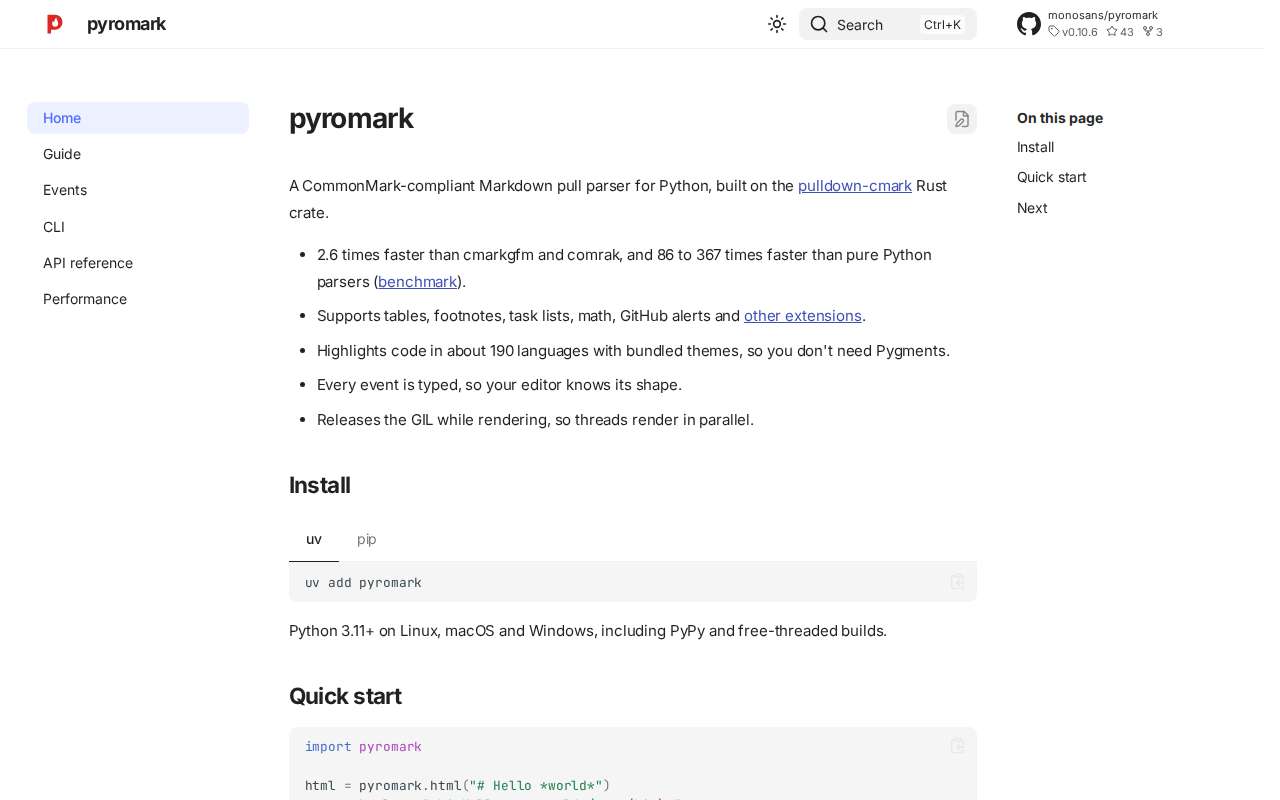 pyromark
Search
Ctrl+K
monosans/pyromark
v0.10.6
43
3
Home
Guide
Events
CLI
API reference
Performance
pyromark
A CommonMark-compliant Markdown pull parser for Python, built on the pulldown-cmark Rust
crate.
2.6 times faster than cmarkgfm and comrak, and 86 to 367 times faster than pure Python
parsers (benchmark).
Supports tables, footnotes, task lists, math, GitHub alerts and other extensions.
Highlights code in about 190 languages with bundled themes, so you don't need Pygments.
Every event is typed, so your editor knows its shape.
Releases the GIL while rendering, so threads render in parallel.
Install
uv
pip
uv add pyromark
Python 3.11+ on Linux, macOS and Windows, including PyPy and free-threaded builds.
Quick start
import pyromark
html = pyromark.html("# Hello *world*")
On this page
Install
Quick start
Next